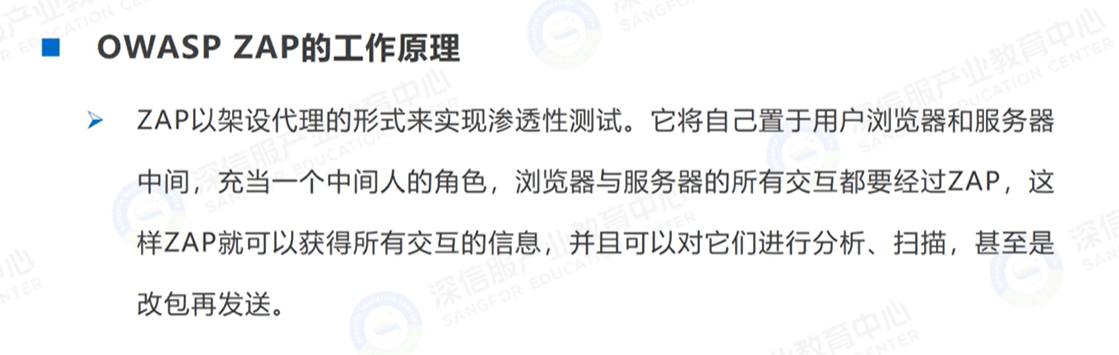 OWASP ZAP的工作原理
ZAP以架设代理的形式来实现渗透性测试。它将自己置于用户浏览器和服务器
中间，充当一个中间人的角色，浏览器与服务器的所有交互都要经过ZAP，这
样ZAP就可以获得所有交互的信息，并且可以对它们进行分析、扫描，甚至是
改包再发送。
深信服产业教育中心
SANGFOR EDUCATION CENTER